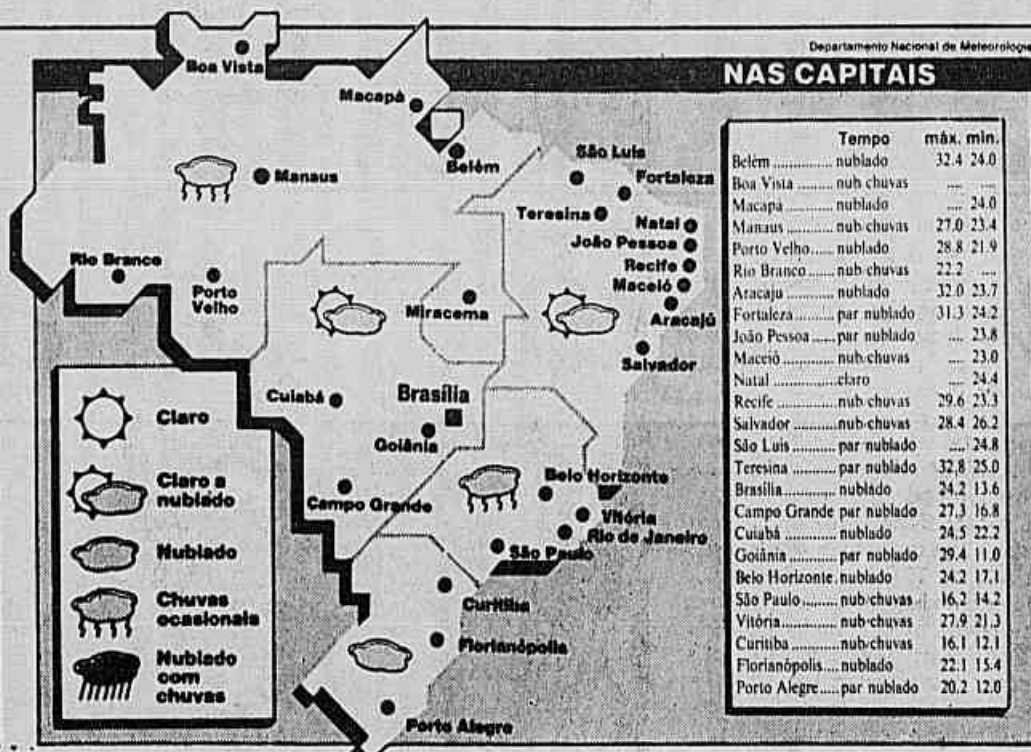 Departamento Nacional de Meteorologia
NAS CAPITAIS
Boa Vista
Macapá
Belém
São Luis
Fortaleza
Manaus
Teresina
Natal
João Pessoa
Recife
Maceió
Aracajú
Rio Branco
Porto
Velho
Miracema
Salvador
Cuiabá
Brasília
Goiânia
Campo Grande
Belo Horizonte
Vitória
Rio de Janeiro
São Paulo
Curitiba
Florianópolis
Porto Alegre
Claro
Claro a
nublado
Nublado
Chuvas
ocasionais
Nublado
com
chuvas
Tempo máx. mín.
Belém ............... nublado 32.4 24.0
Boa Vista ......... nub chuvas .... ....
Macapá ............ nublado .... 24.0
Manaus ............ nub chuvas 27.0 23.4
Porto Velho ..... nublado 28.8 21.9
Rio Branco ...... nub chuvas 22.2 ....
Aracaju ............ nublado 32.0 23.7
Fortaleza ......... par nublado 31.3 24.2
João Pessoa ..... par nublado .... 23.8
Maceió ............. nub chuvas .... 23.0
Natal ................ claro .... 24.4
Recife .............. nub chuvas 29.6 23.3
Salvador .......... nub chuvas 28.4 26.2
São Luis .......... par nublado .... 24.8
Teresina .......... par nublado 32,8 25.0
Brasília ............ nublado 24.2 13.6
Campo Grande par nublado 27.3 16.8
Cuiabá ............. nublado 24.5 22.2
Goiânia ............ par nublado 29.4 11.0
Belo Horizonte. nublado 24.2 17.1
São Paulo ........ nub chuvas 16.2 14.2
Vitória ............. nub chuvas 27.9 21.3
Curitiba ........... nub chuvas 16.1 12.1
Florianópolis.... nublado 22.1 15.4
Porto Alegre..... par nublado 20.2 12.0